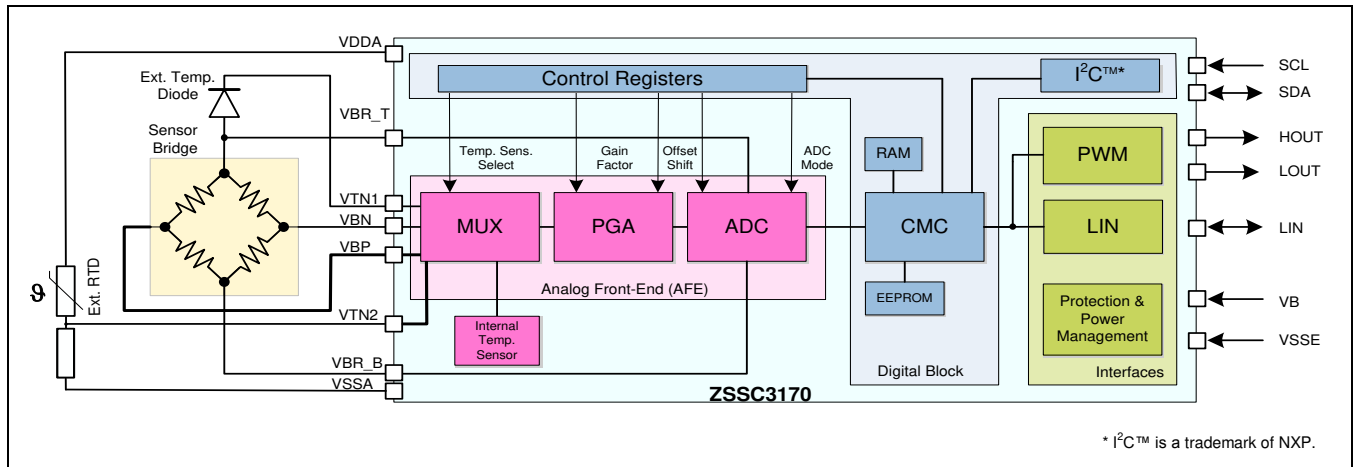 VDDA
Ext. Temp.
Diode
VBR_T
Sensor
Bridge
VTN1
VBN
VBP
VTN2
VBR_B
VSSA
ϑ
Ext. RTD
Control Registers
I²C™*
Temp. Sens.
Select
Gain
Factor
Offset
Shift
ADC
Mode
MUX
PGA
ADC
Analog Front-End (AFE)
Internal
Temp.
Sensor
RAM
CMC
EEPROM
Digital Block
PWM
LIN
Protection &
Power
Management
Interfaces
ZSSC3170
SCL
SDA
HOUT
LOUT
LIN
VB
VSSE
* I²C™ is a trademark of NXP.